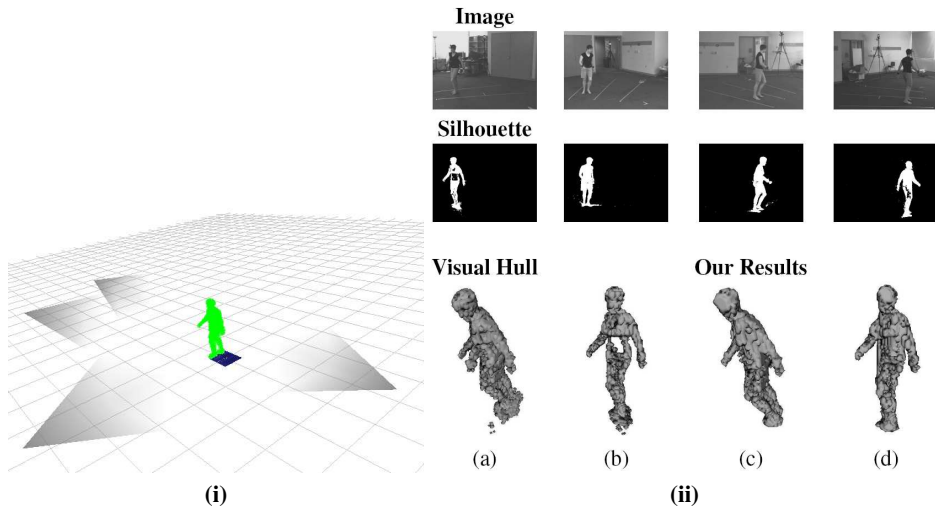 Image
Silhouette
Visual Hull
Our Results
(a)
(b)
(c)
(d)
(i)
(ii)